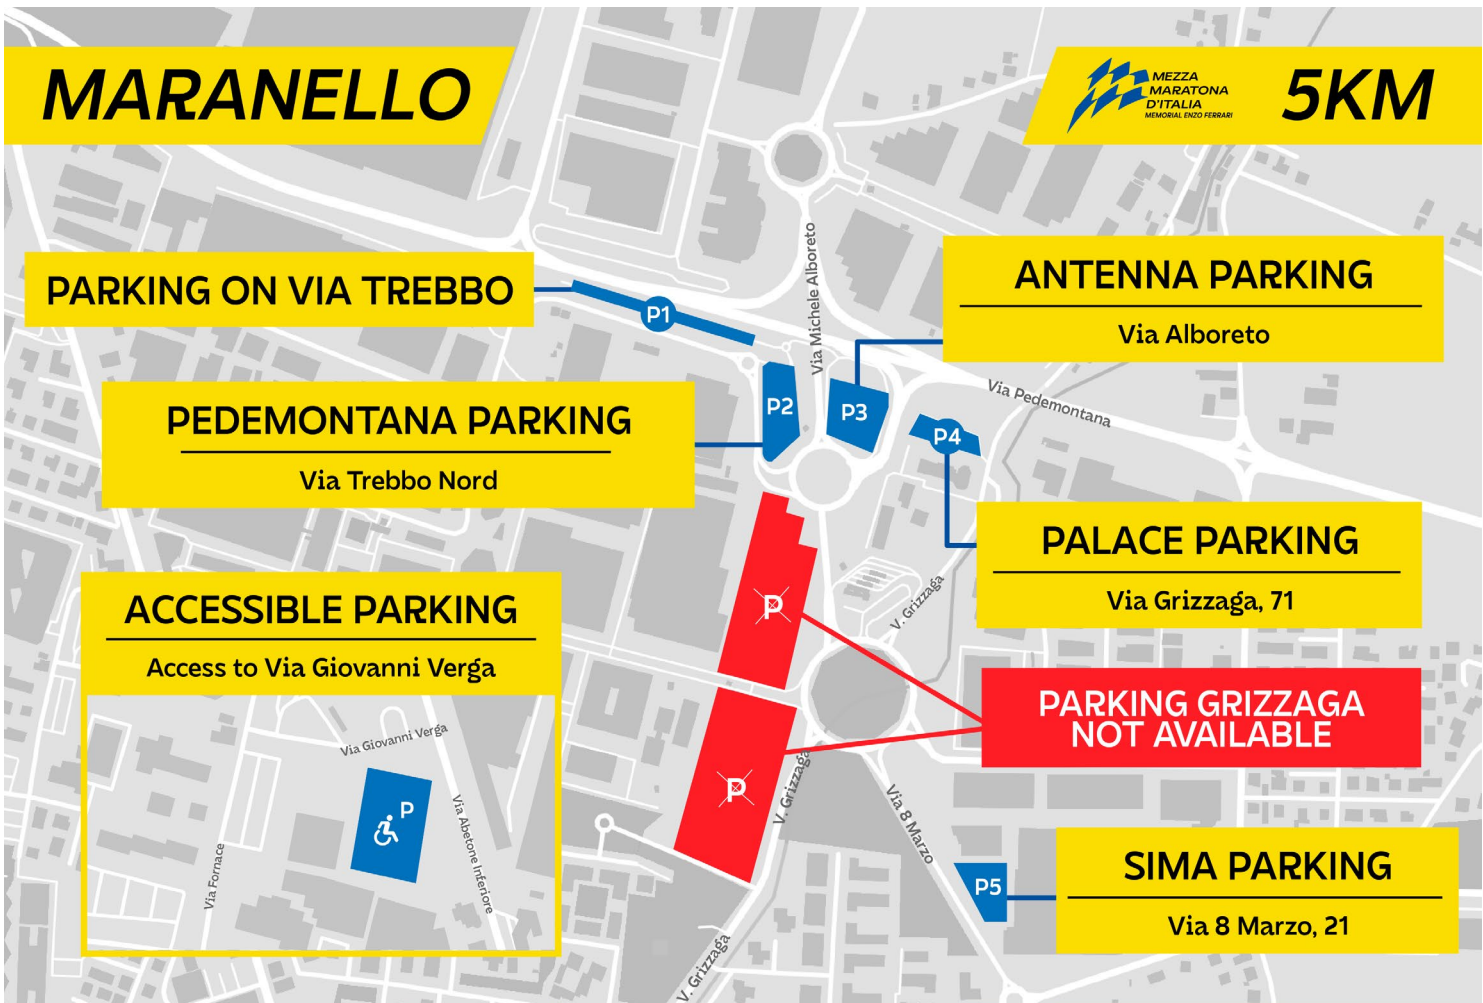 MARANELLO
MEZZA
MARATONA
D'ITALIA
MEMORIAL ENZO FERRARI
5KM
PARKING ON VIA TREBBO
P1
Via Michele Alboreto
ANTENNA PARKING
Via Alboreto
PEDEMONTANA PARKING
Via Trebbo Nord
P2
P3
P4
Via Pedemontana
PALACE PARKING
Via Grizzaga, 71
V. Grizzaga
P
ACCESSIBLE PARKING
Access to Via Giovanni Verga
Via Giovanni Verga
P
Via Fornace
Via Abetone Inferiore
PARKING GRIZZAGA
NOT AVAILABLE
P
V. Grizzaga
Via 8 Marzo
P5
SIMA PARKING
Via 8 Marzo, 21
V. Grizzaga